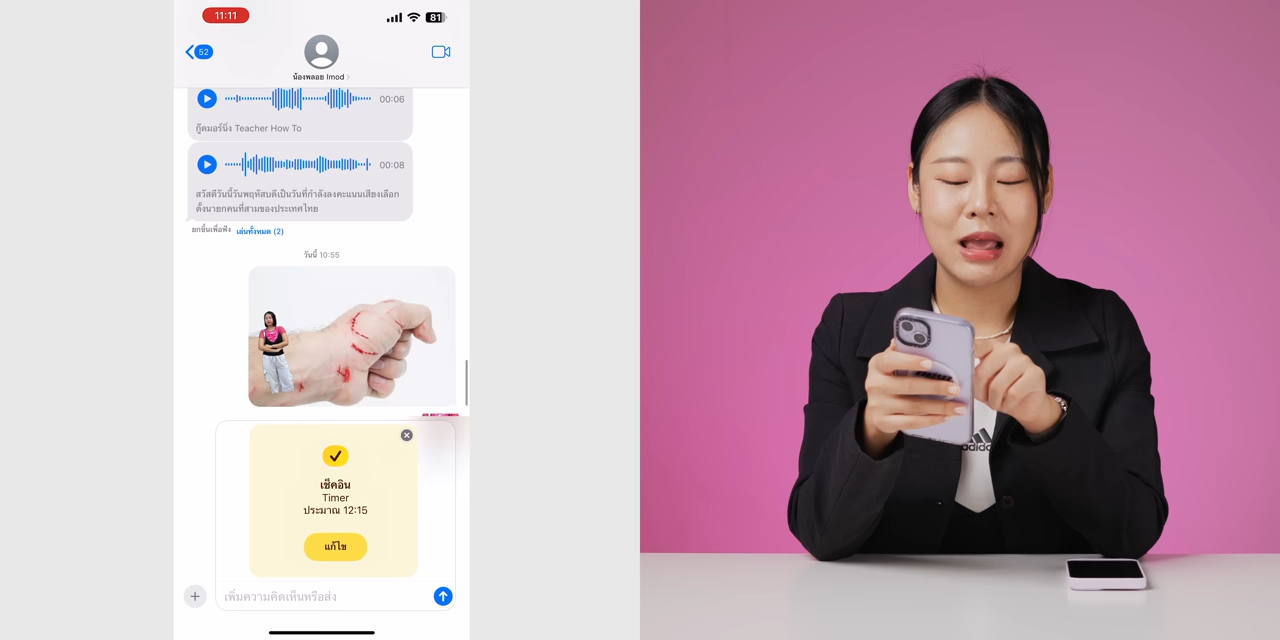 11:11
81
52
น้องพลอย Imod
00:06
กู๊ดมอร์นิ่ง Teacher How To
00:08
สวัสดีวันนี้วันพฤหัสบดีเป็นวันที่กำลังลงคะแนนเสียงเลือก
ตั้งนายกคนที่สามของประเทศไทย
ยกขึ้นเพื่อฟัง เล่นทั้งหมด (2)
วันนี้ 10:55
เช็คอิน
Timer
ประมาณ 12:15
แก้ไข
เพิ่มความคิดเห็นหรือส่ง
adidas